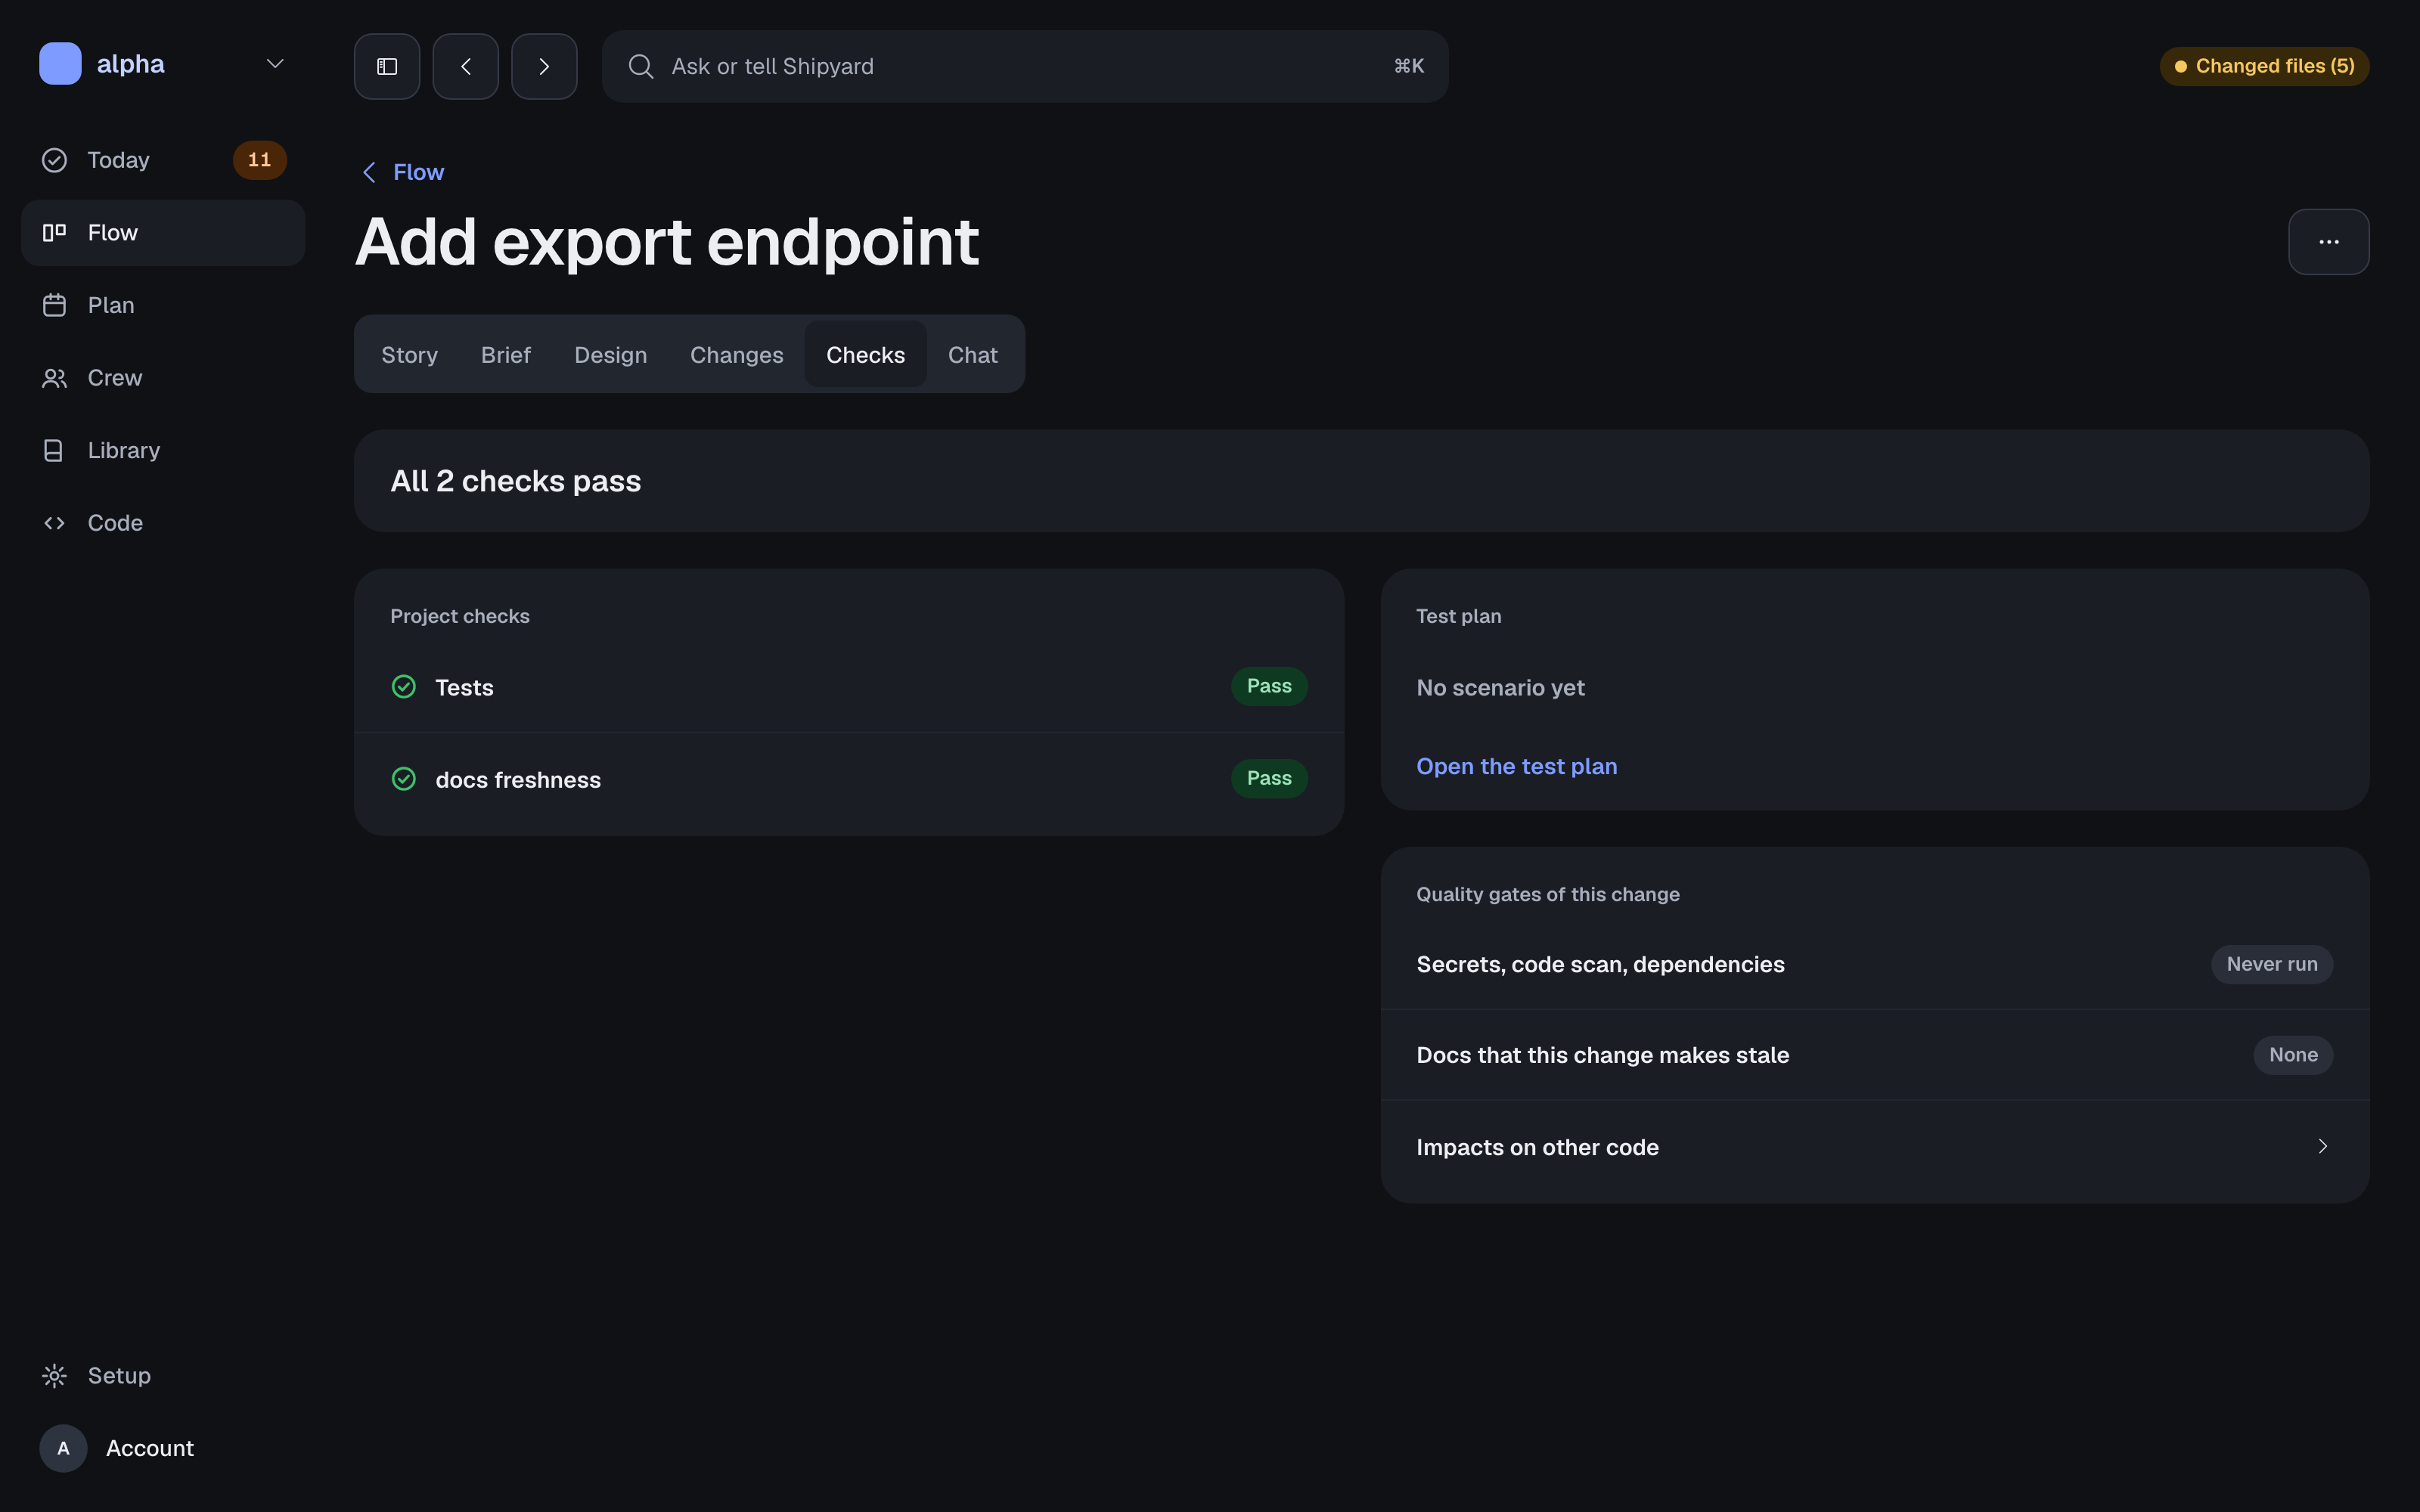 alpha
Today
11
Flow
Plan
Crew
Library
Code
Setup
A
Account
Ask or tell Shipyard
⌘K
Changed files (5)
Flow
Add export endpoint
Story
Brief
Design
Changes
Checks
Chat
All 2 checks pass
Project checks
Tests
Pass
docs freshness
Pass
Test plan
No scenario yet
Open the test plan
Quality gates of this change
Secrets, code scan, dependencies
Never run
Docs that this change makes stale
None
Impacts on other code